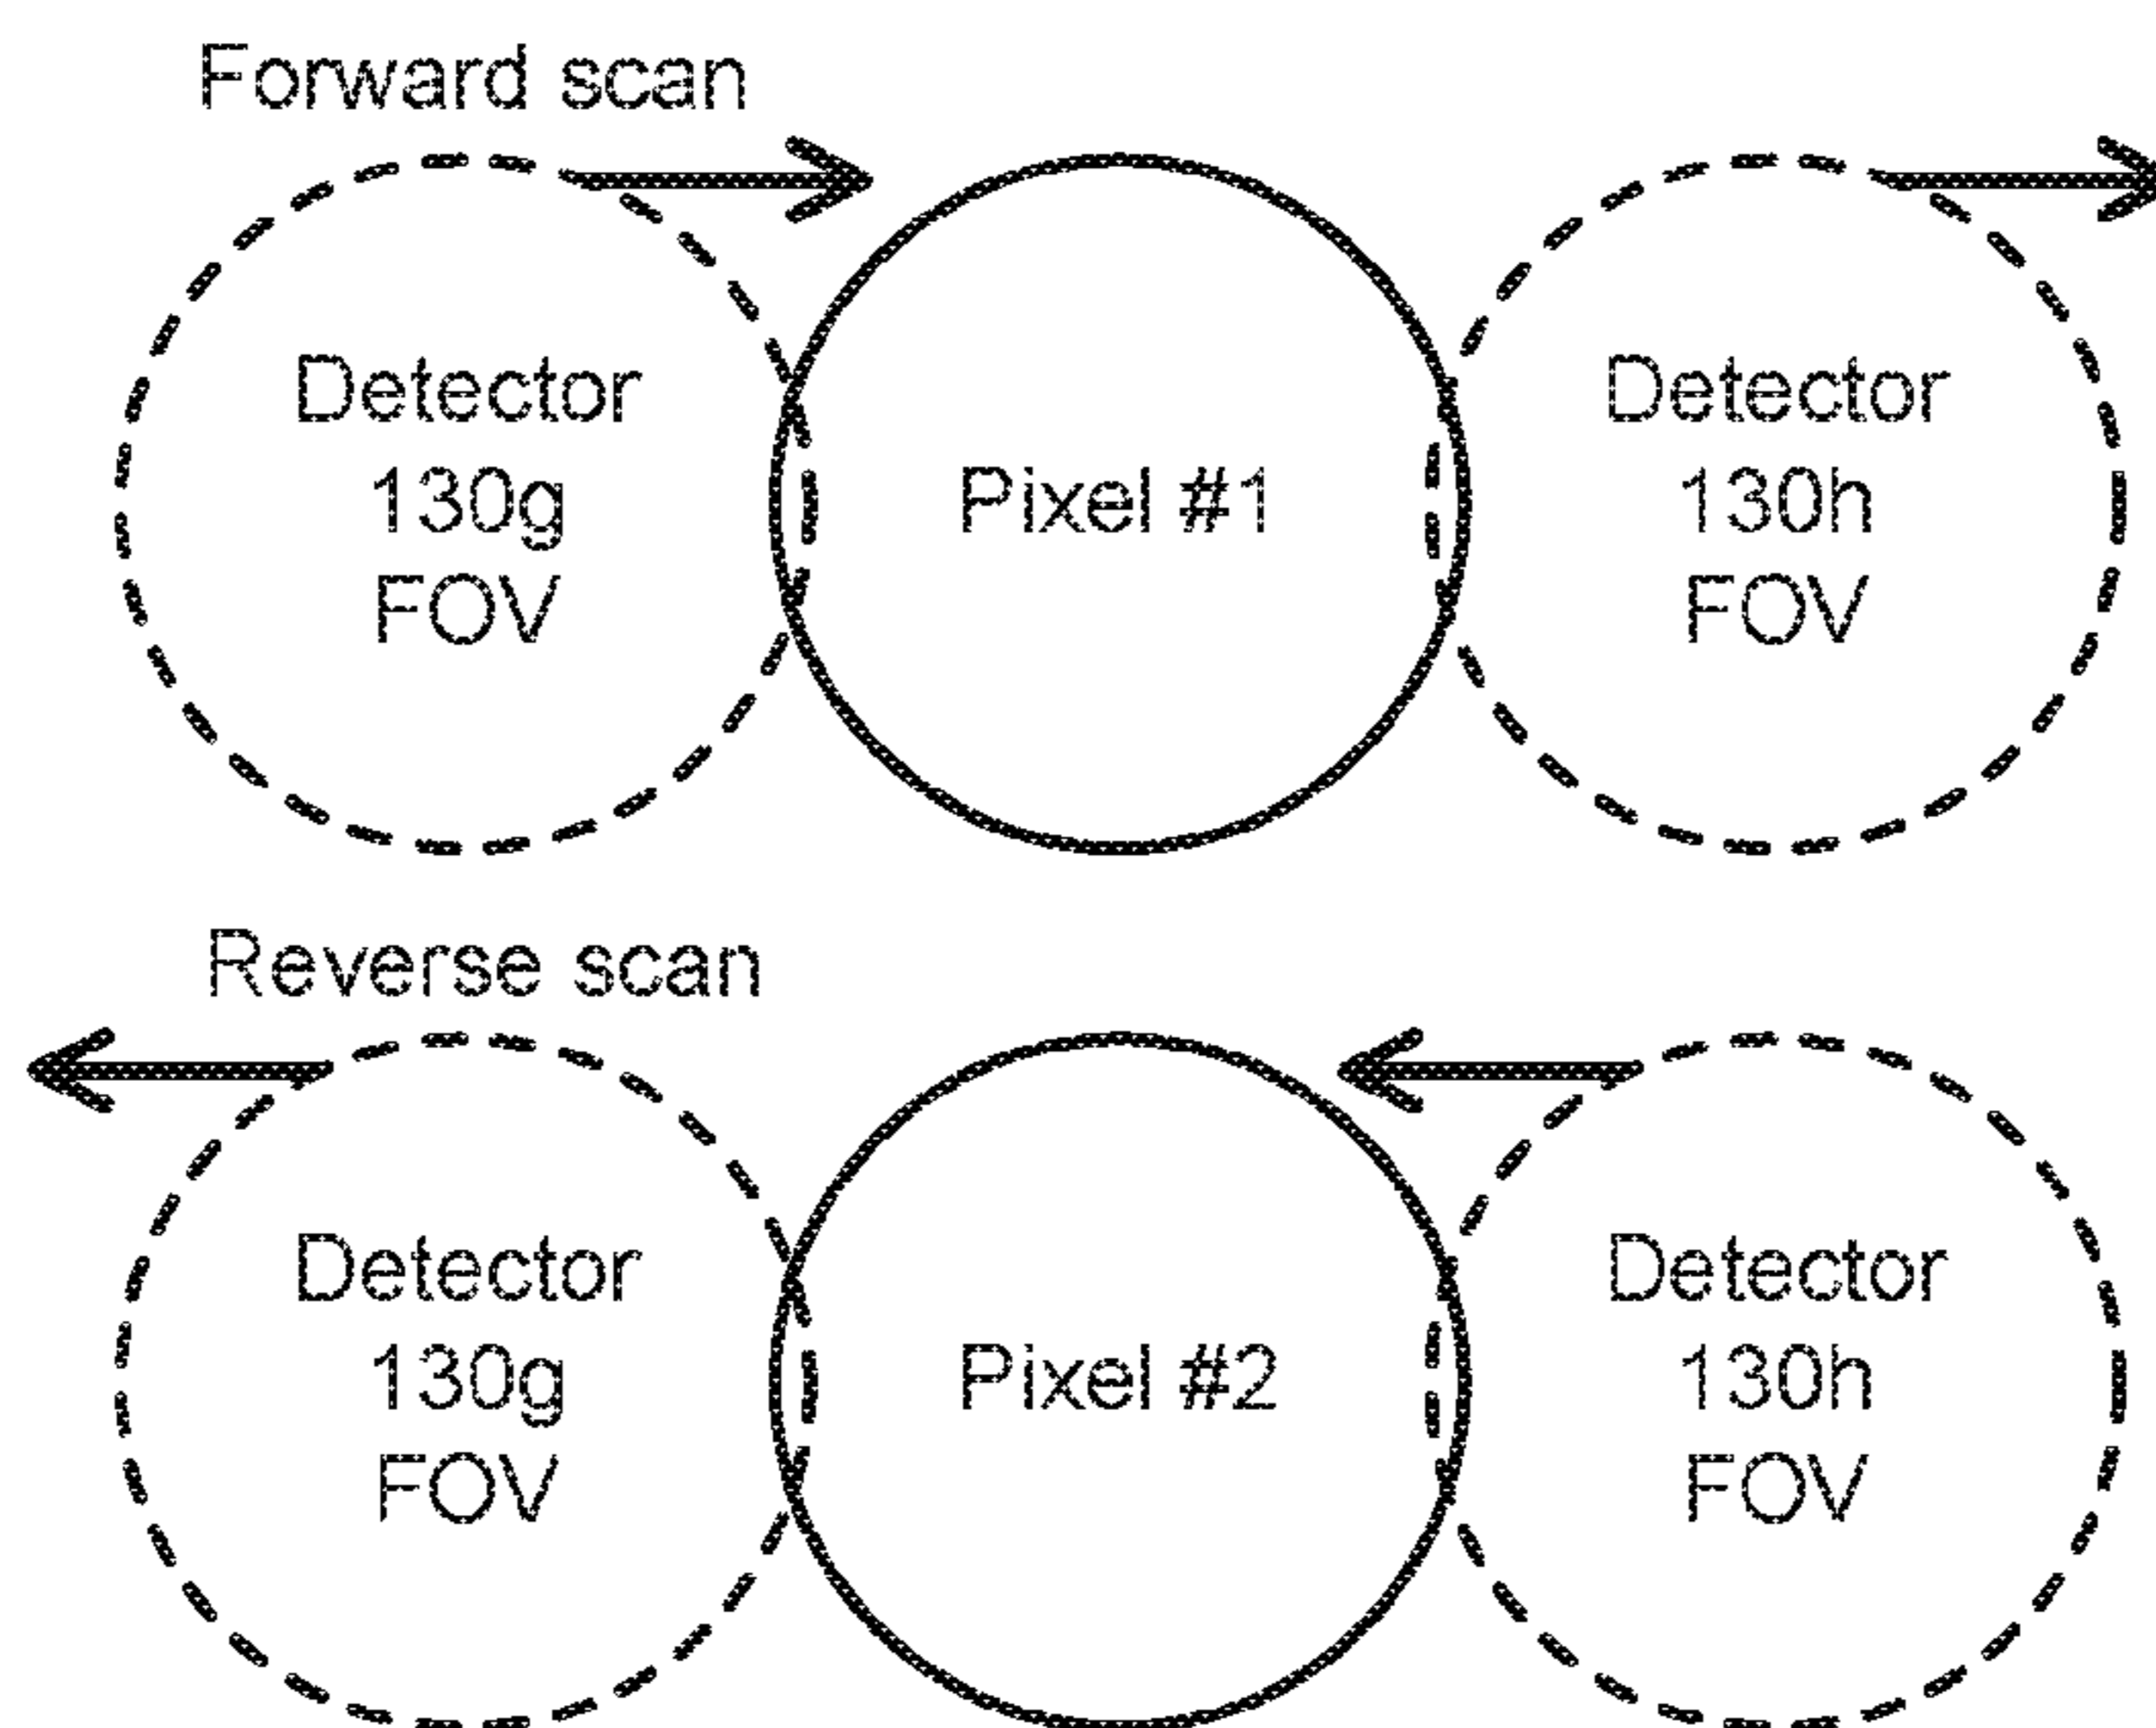 Forward scan
Detector
130g
FOV
Pixel #1
Detector
130h
FOV
Reverse scan
Detector
130g
FOV
Pixel #2
Detector
130h
FOV